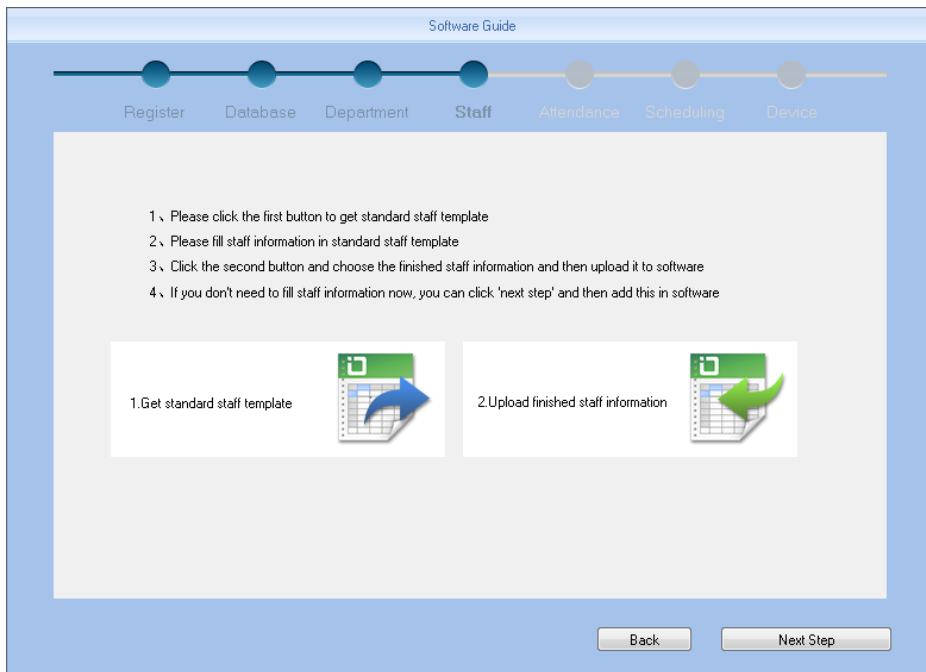 Software Guide
Register Database Department Staff Attendance Scheduling Device
1、Please click the first button to get standard staff template
2、Please fill staff information in standard staff template
3、Click the second button and choose the finished staff information and then upload it to software
4、If you don't need to fill staff information now, you can click 'next step' and then add this in software
1.Get standard staff template
2.Upload finished staff information
Back Next Step